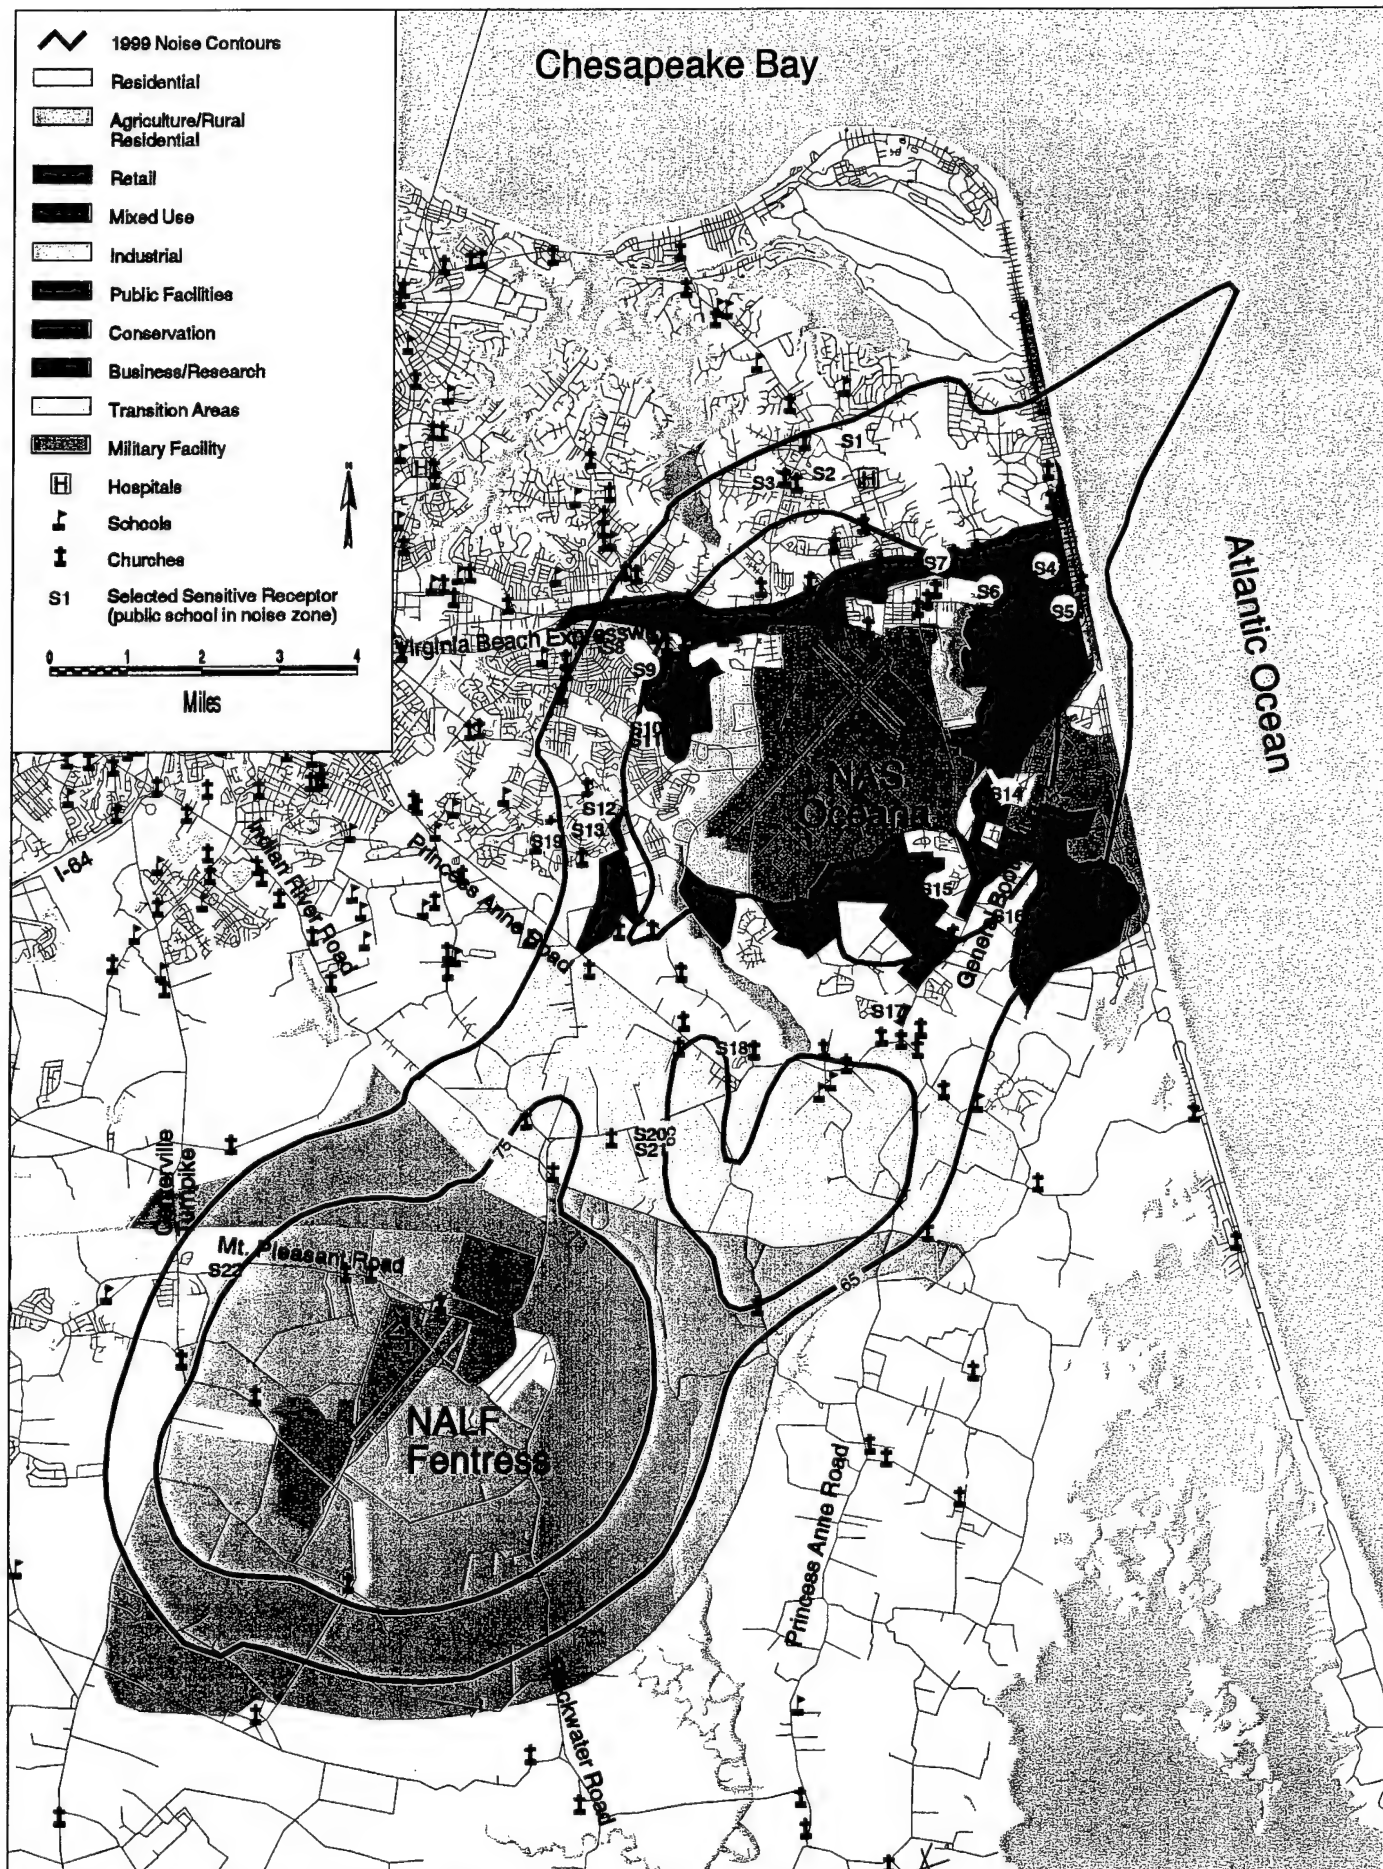 1999 Noise Contours
Residential
Agriculture/Rural
Residential
Retail
Mixed Use
Industrial
Public Facilities
Conservation
Business/Research
Transition Areas
Military Facility
H Hospitals
Schools
Churches
S1 Selected Sensitive Receptor
(public school in noise zone)
N
0 1 2 3 4
Miles
Chesapeake Bay
Atlantic Ocean
S1
S2
S3
H
H
S7
S4
S6
S5
Virginia Beach Expressway
S8
S9
S10
S11
NAS
Oceana
S14
S12
S13
S19
I-64
Indian River Road
Princess Anne Road
S15
S16
General Booth
S17
S18
S20
S21
75
Centerville
Turnpike
Mt. Pleasant Road
S22
65
NALF
Fentress
Princess Anne Road